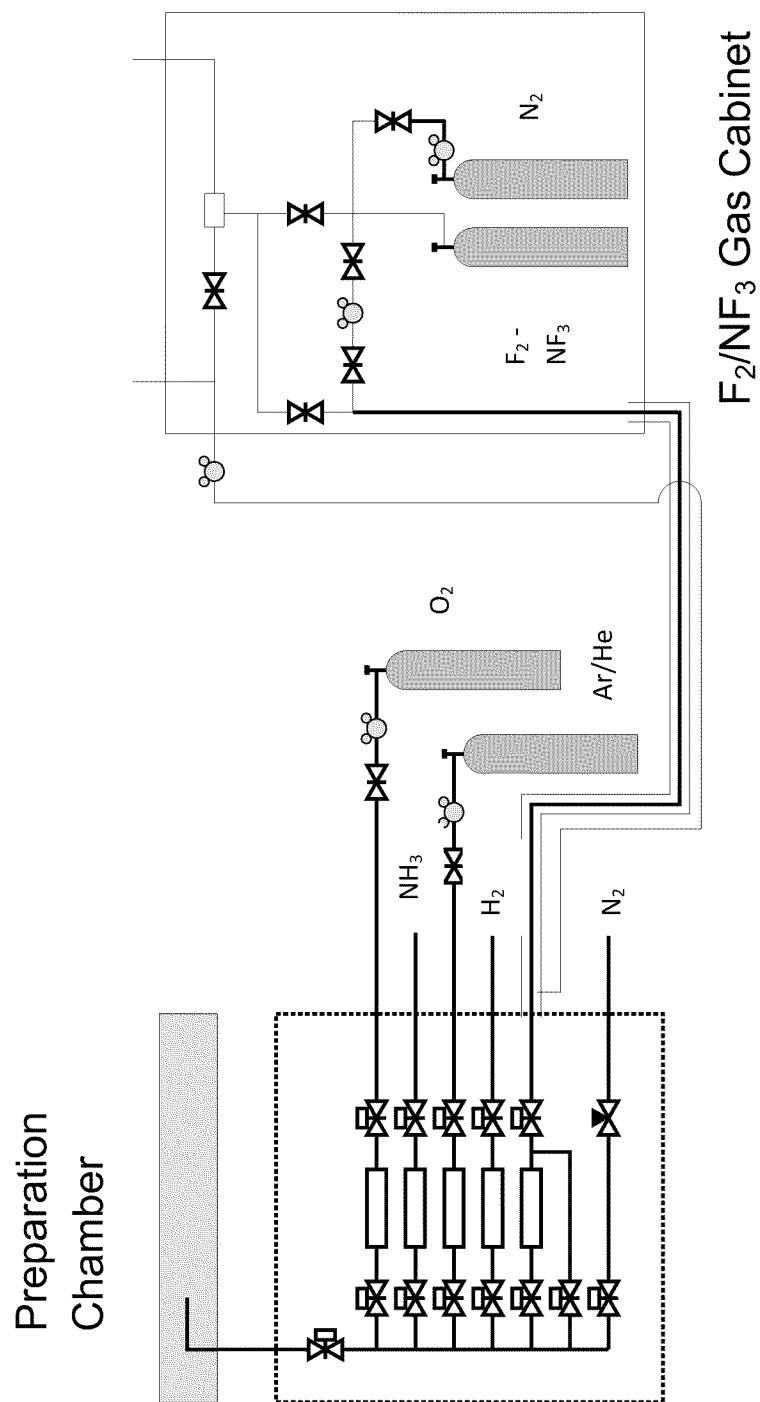 Preparation
Chamber
O₂
NH₃
Ar/He
H₂
N₂
N₂
F₂ -
NF₃
F₂/NF₃ Gas Cabinet